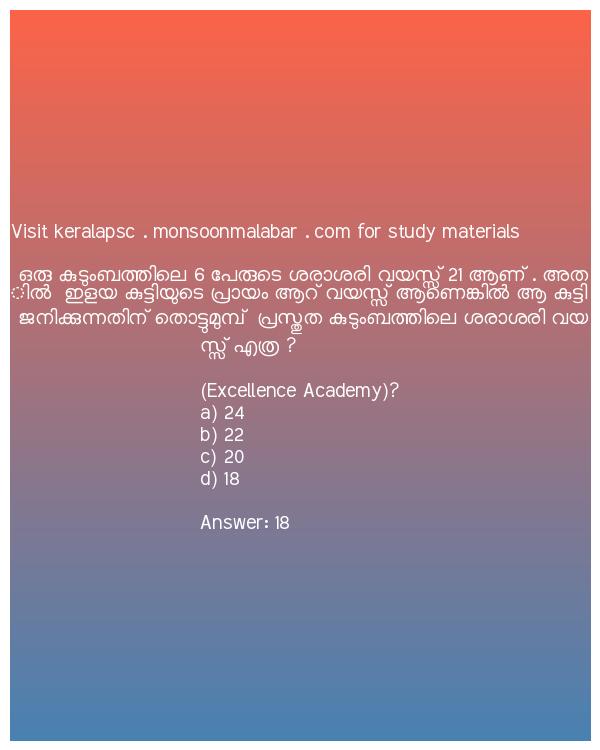 Visit keralapsc . monsoonmalabar . com for study materials
ഒരു കുടുംബത്തിലെ 6 പേരുടെ ശരാശരി വയസ്സ് 21 ആണ് . അത
ിൽ ഇളയ കുട്ടിയുടെ പ്രായം ആറ് വയസ്സ് ആണെങ്കിൽ ആ കുട്ടി
ജനിക്കുന്നതിന് തൊട്ടുമുമ്പ് പ്രസ്തുത കുടുംബത്തിലെ ശരാശരി വയ
സ്സ് എത്ര ?
(Excellence Academy)?
a) 24
b) 22
c) 20
d) 18
Answer: 18